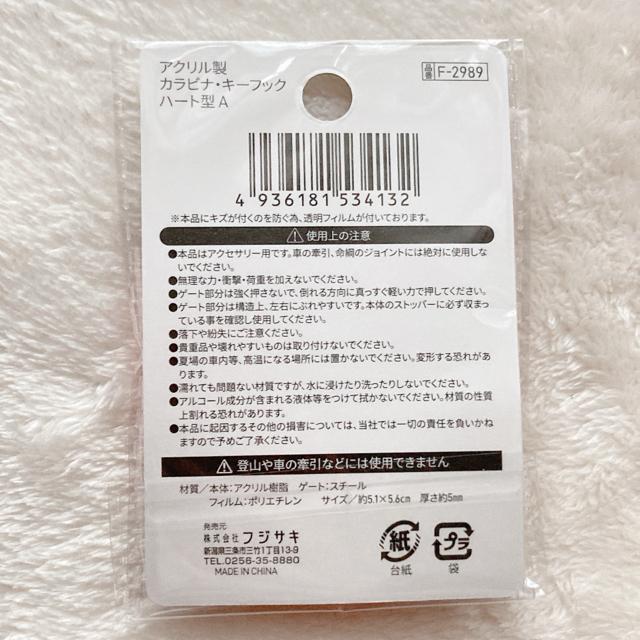 アクリル製
カラビナ・キーフック
ハート型 A
品番 F-2989
4 936181 534132
※本品にキズが付くのを防ぐ為、透明フィルムが付いております。
使用上の注意
●本品はアクセサリー用です。車の牽引、命綱のジョイントには絶対に使用しな
いでください。
●無理な力・衝撃・荷重を加えないでください。
●ゲート部分は強く押さないで、倒れる方向に真っすぐ軽い力で押してください。
●ゲート部分は構造上、左右にぶれやすいです。本体のストッパーに必ず収まっ
ている事を確認し使用してください。
●落下や紛失にご注意ください。
●貴重品や壊れやすいものは取り付けないでください。
●夏場の車内等、高温になる場所には置かないでください。変形する恐れがあ
ります。
●濡れても問題ない材質ですが、水に浸けたり洗ったりしないでください。
●アルコール成分が含まれる液体等をつけて拭かないでください。材質の性質
上割れる恐れがあります。
●本品に起因するその他の損害については、当社では一切の責任を負いかね
ますので予めご了承ください。
登山や車の牽引などには使用できません
材質／本体：アクリル樹脂 ゲート：スチール
フィルム：ポリエチレン サイズ／約5.1×5.6cm 厚さ約5mm
発売元
株式会社 フジサキ
新潟県三条市三竹1丁目13-9
TEL.0256-35-8880
MADE IN CHINA
紙
台紙
プラ
袋